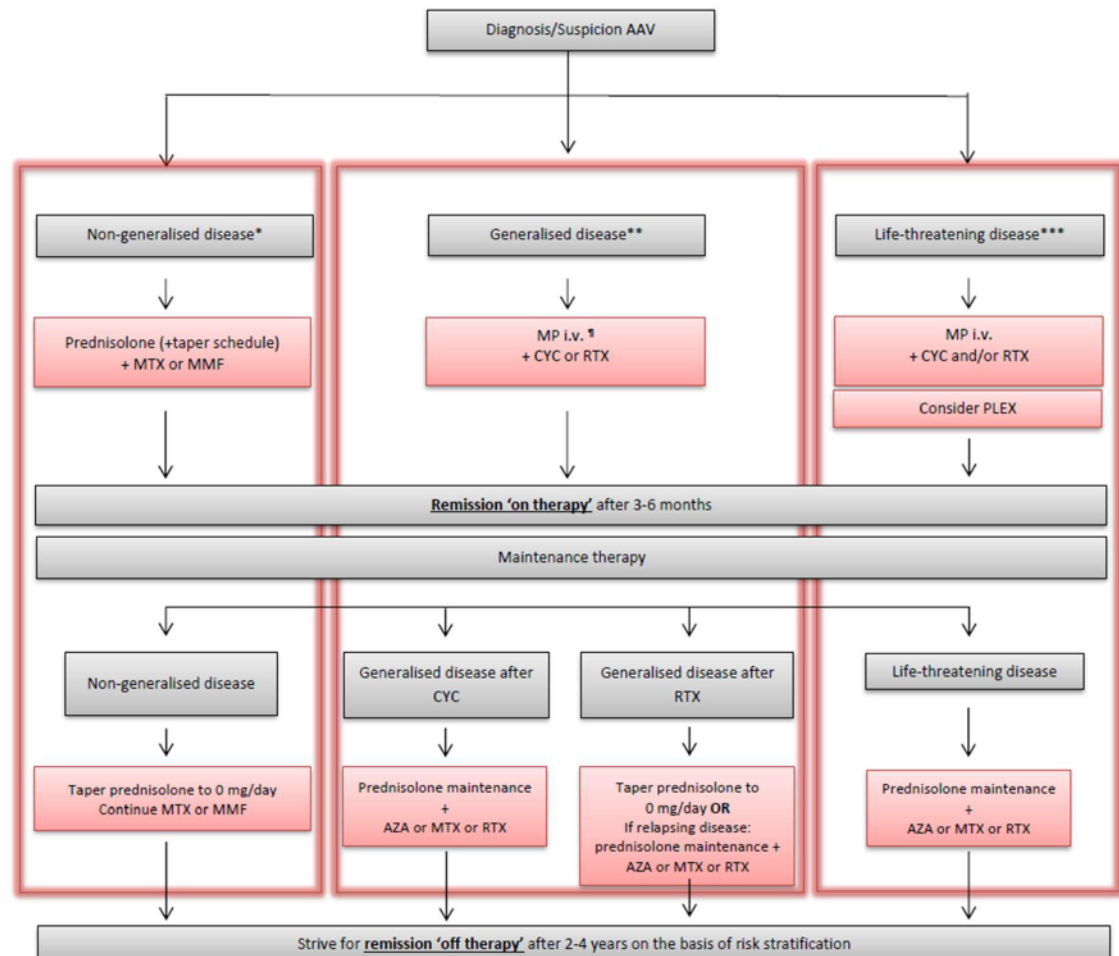 Diagnosis/Suspicion AAV
Non-generalised disease*
Generalised disease**
Life-threatening disease***
Prednisolone (+taper schedule)
+ MTX or MMF
MP i.v. ¶
+ CYC or RTX
MP i.v.
+ CYC and/or RTX
Consider PLEX
Remission 'on therapy' after 3-6 months
Maintenance therapy
Non-generalised disease
Generalised disease after
CYC
Generalised disease after
RTX
Life-threatening disease
Taper prednisolone to 0 mg/day
Continue MTX or MMF
Prednisolone maintenance
+
AZA or MTX or RTX
Taper prednisolone to
0 mg/day OR
If relapsing disease:
prednisolone maintenance +
AZA or MTX or RTX
Prednisolone maintenance
+
AZA or MTX or RTX
Strive for remission 'off therapy' after 2-4 years on the basis of risk stratification